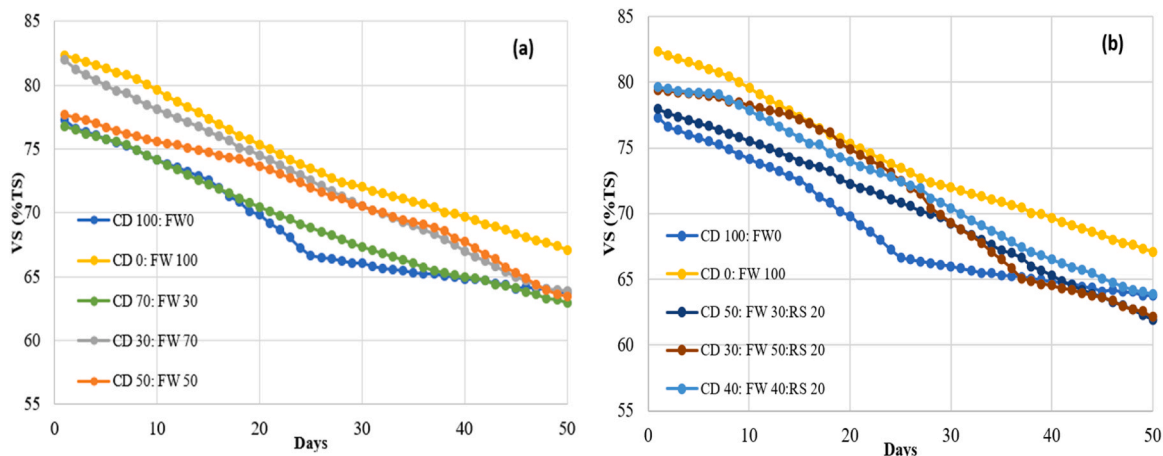 85
(a)
80
75
VS (%TS)
70
CD 100: FW0
CD 0: FW 100
65
CD 70: FW 30
CD 30: FW 70
60
CD 50: FW 50
55
0 10 20 30 40 50
Days
85
(b)
80
75
VS (%TS)
70
CD 100: FW0
65
CD 0: FW 100
CD 50: FW 30:RS 20
60
CD 30: FW 50:RS 20
CD 40: FW 40:RS 20
55
0 10 20 30 40 50
Days